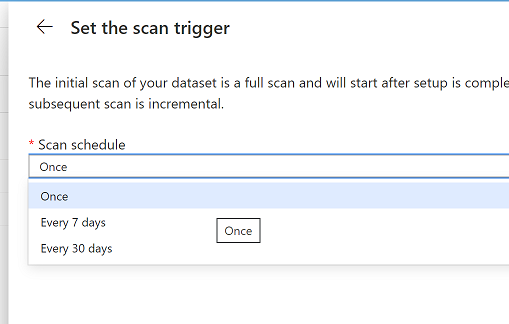 Set the scan trigger
The initial scan of your dataset is a full scan and will start after setup is comple
subsequent scan is incremental.
* Scan schedule
Once
Once
Every 7 days
Once
Every 30 days